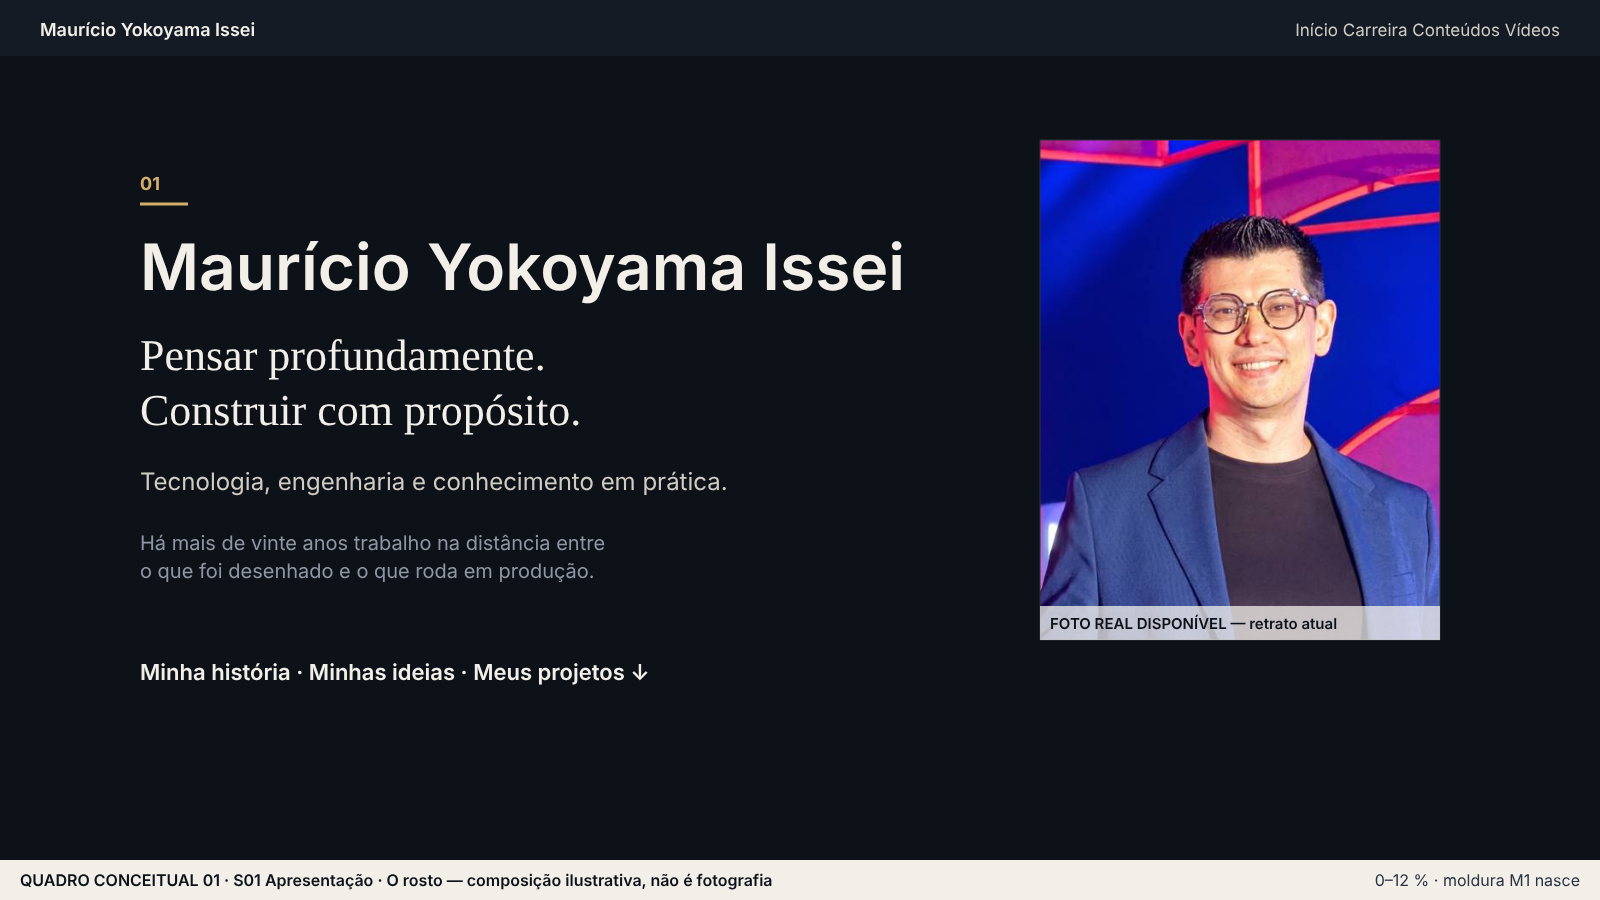 Maurício Yokoyama Issei
Início Carreira Conteúdos Vídeos
01
Maurício Yokoyama Issei
Pensar profundamente.
Construir com propósito.
Tecnologia, engenharia e conhecimento em prática.
Há mais de vinte anos trabalho na distância entre
o que foi desenhado e o que roda em produção.
Minha história · Minhas ideias · Meus projetos ↓
FOTO REAL DISPONÍVEL — retrato atual
QUADRO CONCEITUAL 01 · S01 Apresentação · O rosto — composição ilustrativa, não é fotografia
0–12 % · moldura M1 nasce